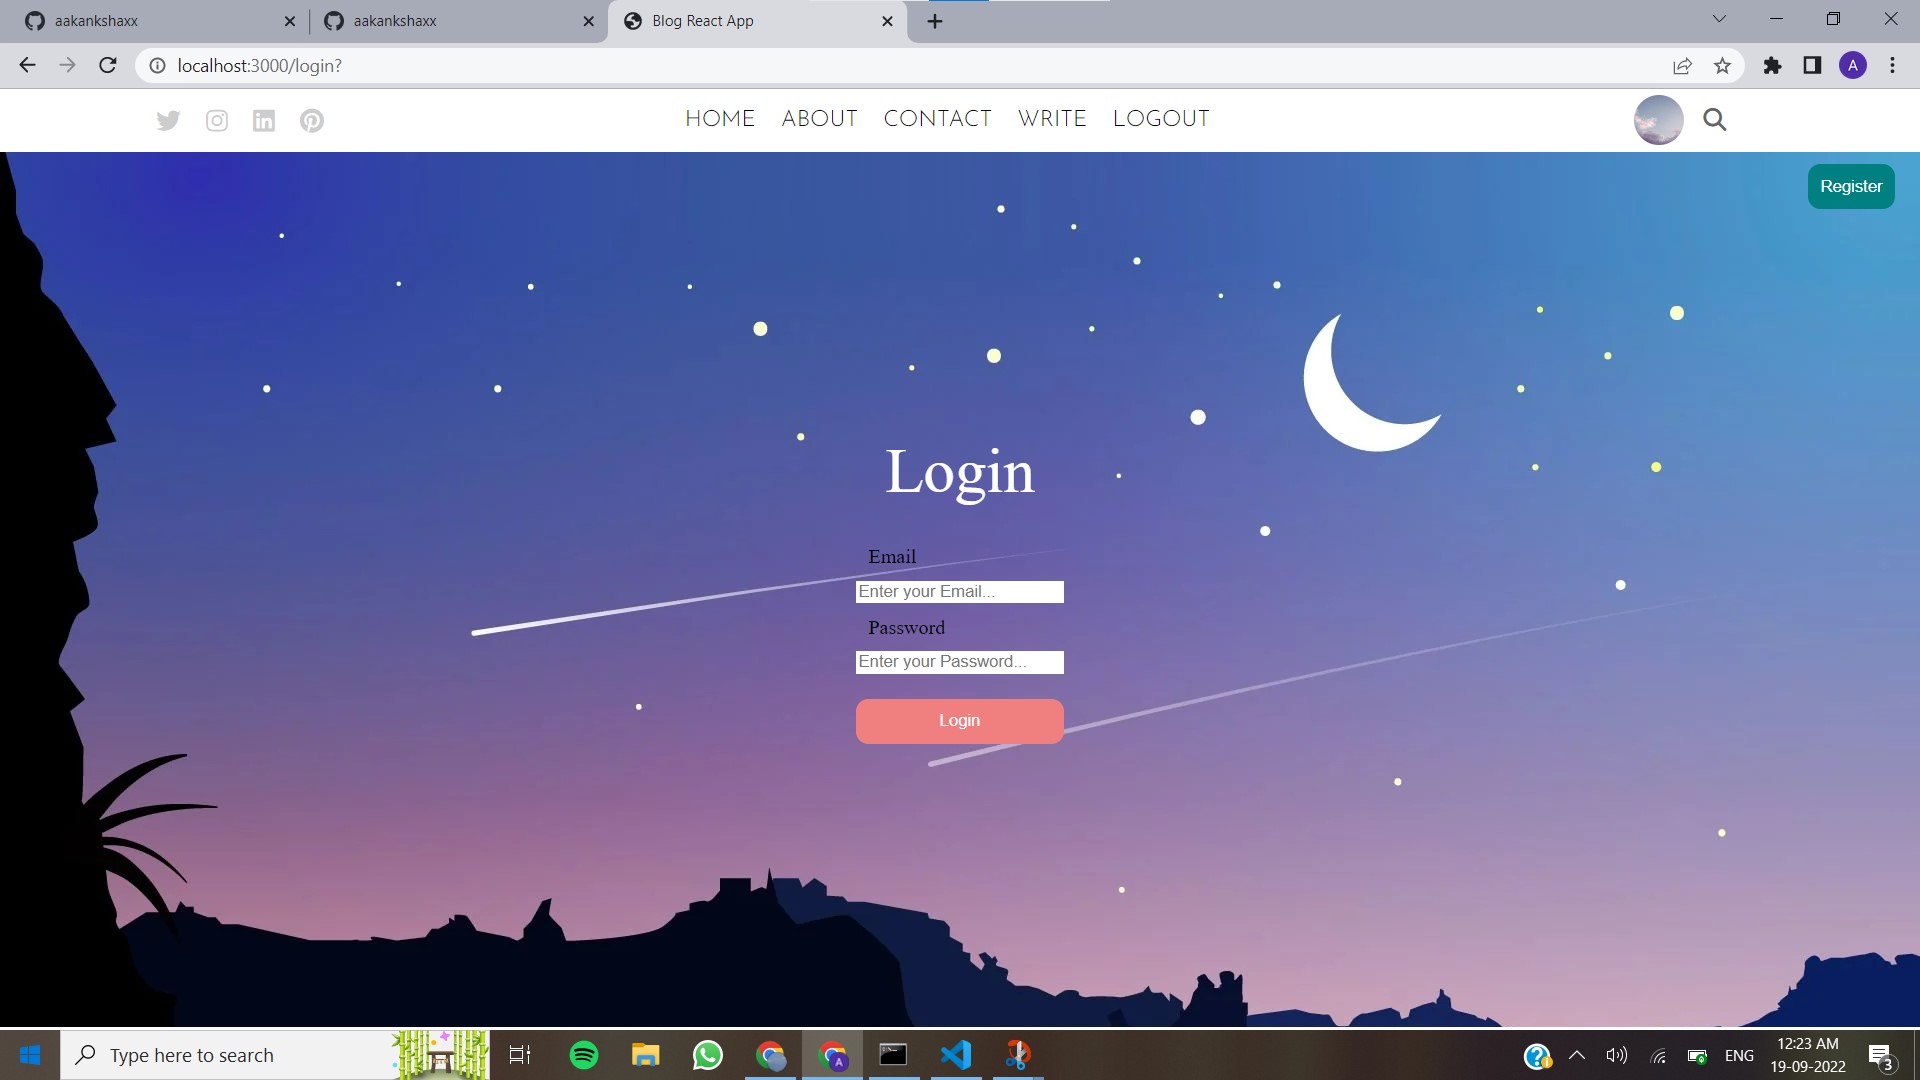 aakankshaxx
aakankshaxx
Blog React App
localhost:3000/login?
A
HOME ABOUT CONTACT WRITE LOGOUT
Register
Login
Email
Enter your Email...
Password
Enter your Password...
Login
Type here to search
A
ENG
12:23 AM
19-09-2022
3